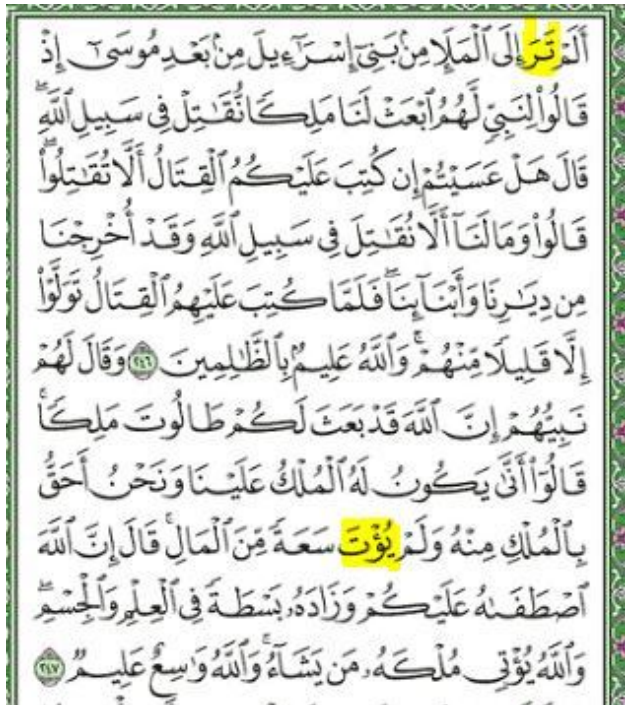 أَلَمْ تَرَ إِلَى ٱلْمَلَإِ مِنۢ بَنِىٓ إِسْرَٰٓءِيلَ مِنۢ بَعْدِ مُوسَىٰٓ إِذْ
قَالُوا۟ لِنَبِىٍّ لَّهُمُ ٱبْعَثْ لَنَا مَلِكًا نُّقَـٰتِلْ فِى سَبِيلِ ٱللَّهِ ۖ
قَالَ هَلْ عَسَيْتُمْ إِن كُتِبَ عَلَيْكُمُ ٱلْقِتَالُ أَلَّا تُقَـٰتِلُوا۟ ۖ
قَالُوا۟ وَمَا لَنَآ أَلَّا نُقَـٰتِلَ فِى سَبِيلِ ٱللَّهِ وَقَدْ أُخْرِجْنَا
مِن دِيَـٰرِنَا وَأَبْنَآئِنَا ۖ فَلَمَّا كُتِبَ عَلَيْهِمُ ٱلْقِتَالُ تَوَلَّوْا۟
إِلَّا قَلِيلًا مِّنْهُمْ ۗ وَٱللَّهُ عَلِيمٌۢ بِٱلظَّـٰلِمِينَ ٢٤٦ وَقَالَ لَهُمْ
نَبِيُّهُمْ إِنَّ ٱللَّهَ قَدْ بَعَثَ لَكُمْ طَالُوتَ مَلِكًا ۚ
قَالُوٓا۟ أَنَّىٰ يَكُونُ لَهُ ٱلْمُلْكُ عَلَيْنَا وَنَحْنُ أَحَقُّ
بِٱلْمُلْكِ مِنْهُ وَلَمْ يُؤْتَ سَعَةً مِّنَ ٱلْمَالِ ۚ قَالَ إِنَّ ٱللَّهَ
ٱصْطَفَىٰهُ عَلَيْكُمْ وَزَادَهُۥ بَسْطَةً فِى ٱلْعِلْمِ وَٱلْجِسْمِ ۖ
وَٱللَّهُ يُؤْتِى مُلْكَهُۥ مَن يَشَآءُ ۚ وَٱللَّهُ وَٰسِعٌ عَلِيمٌ ٢٤٧